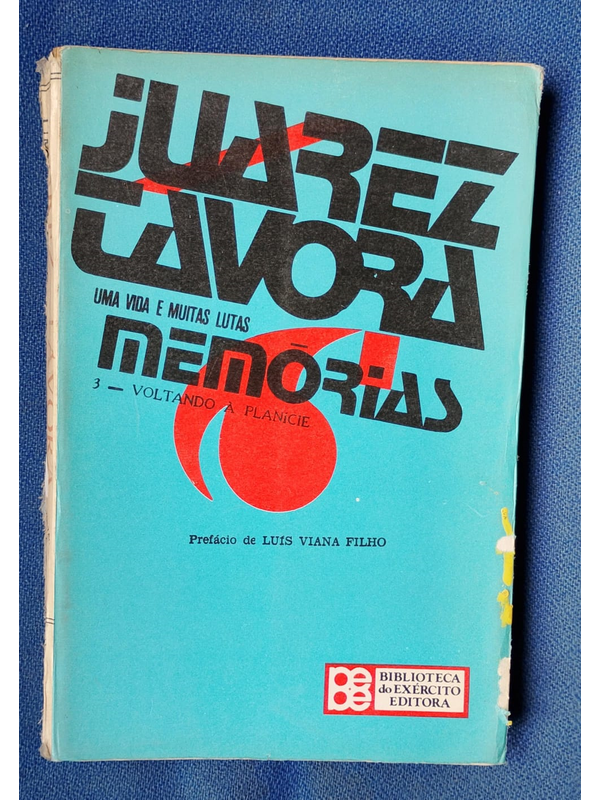 JUAREZ
TÁVORA
UMA VIDA E MUITAS LUTAS
MEMÓRIAS
3 — VOLTANDO À PLANÍCIE
Prefácio de LUÍS VIANA FILHO
BIBLIOTECA
do EXÉRCITO
EDITORA